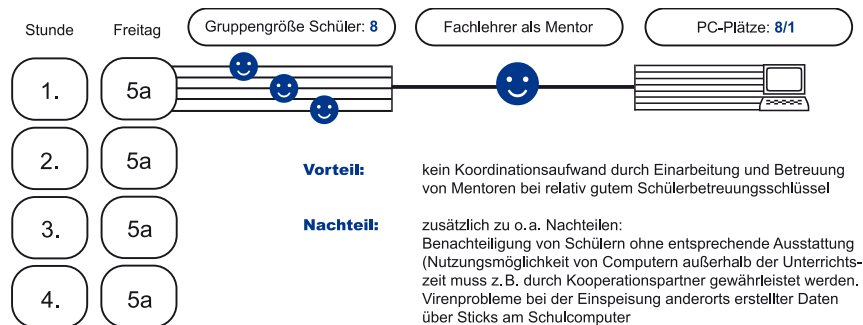 Stunde Freitag Gruppengröße Schüler: 8 Fachlehrer als Mentor PC-Plätze: 8/1
1. 5a
2. 5a
Vorteil: kein Koordinationsaufwand durch Einarbeitung und Betreuung
von Mentoren bei relativ gutem Schülerbetreuungsschlüssel
3. 5a
Nachteil: zusätzlich zu o.a. Nachteilen:
Benachteiligung von Schülern ohne entsprechende Ausstattung
(Nutzungsmöglichkeit von Computern außerhalb der Unterrichts-
zeit muss z.B. durch Kooperationspartner gewährleistet werden.
4. 5a
Virenprobleme bei der Einspeisung anderorts erstellter Daten
über Sticks am Schulcomputer